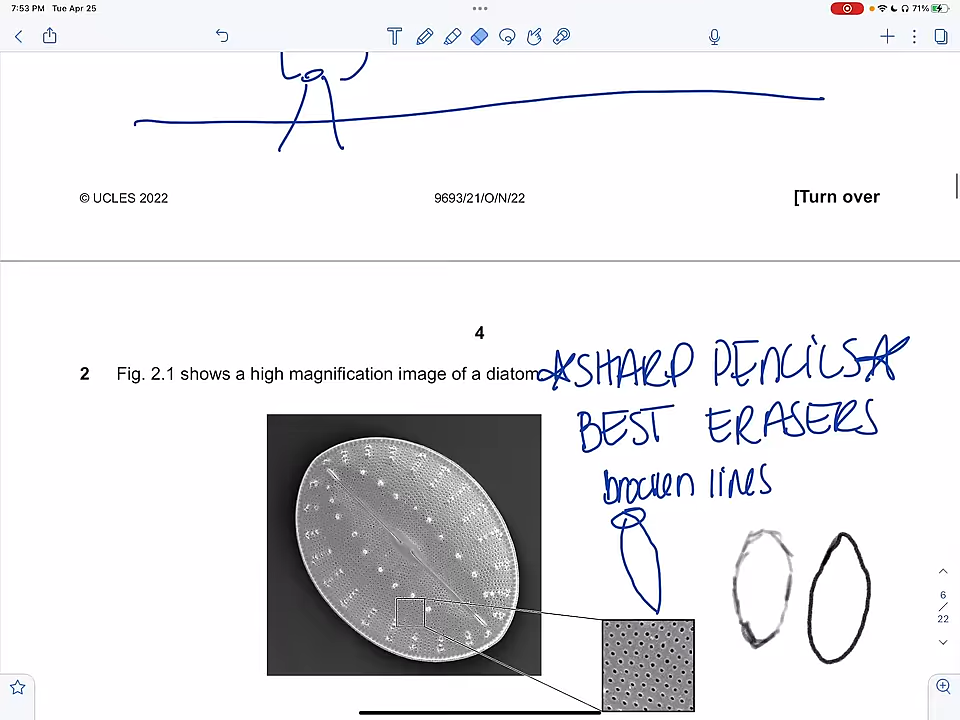 7:53 PM Tue Apr 25
71%
T
© UCLES 2022
9693/21/O/N/22
[Turn over
4
2 Fig. 2.1 shows a high magnification image of a diatom
SHARP PENCILS
BEST ERASERS
brocken lines
6
/
22